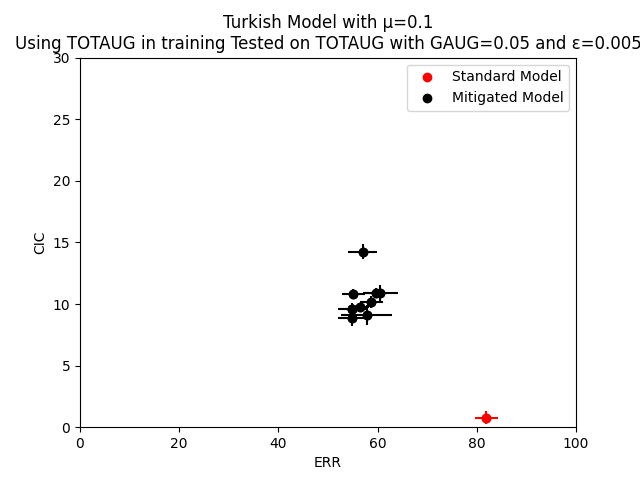 Turkish Model with μ=0.1
Using TOTAUG in training Tested on TOTAUG with GAUG=0.05 and ε=0.005
Standard Model
Mitigated Model
30
25
20
15
10
5
0
CIC
0 20 40 60 80 100
ERR